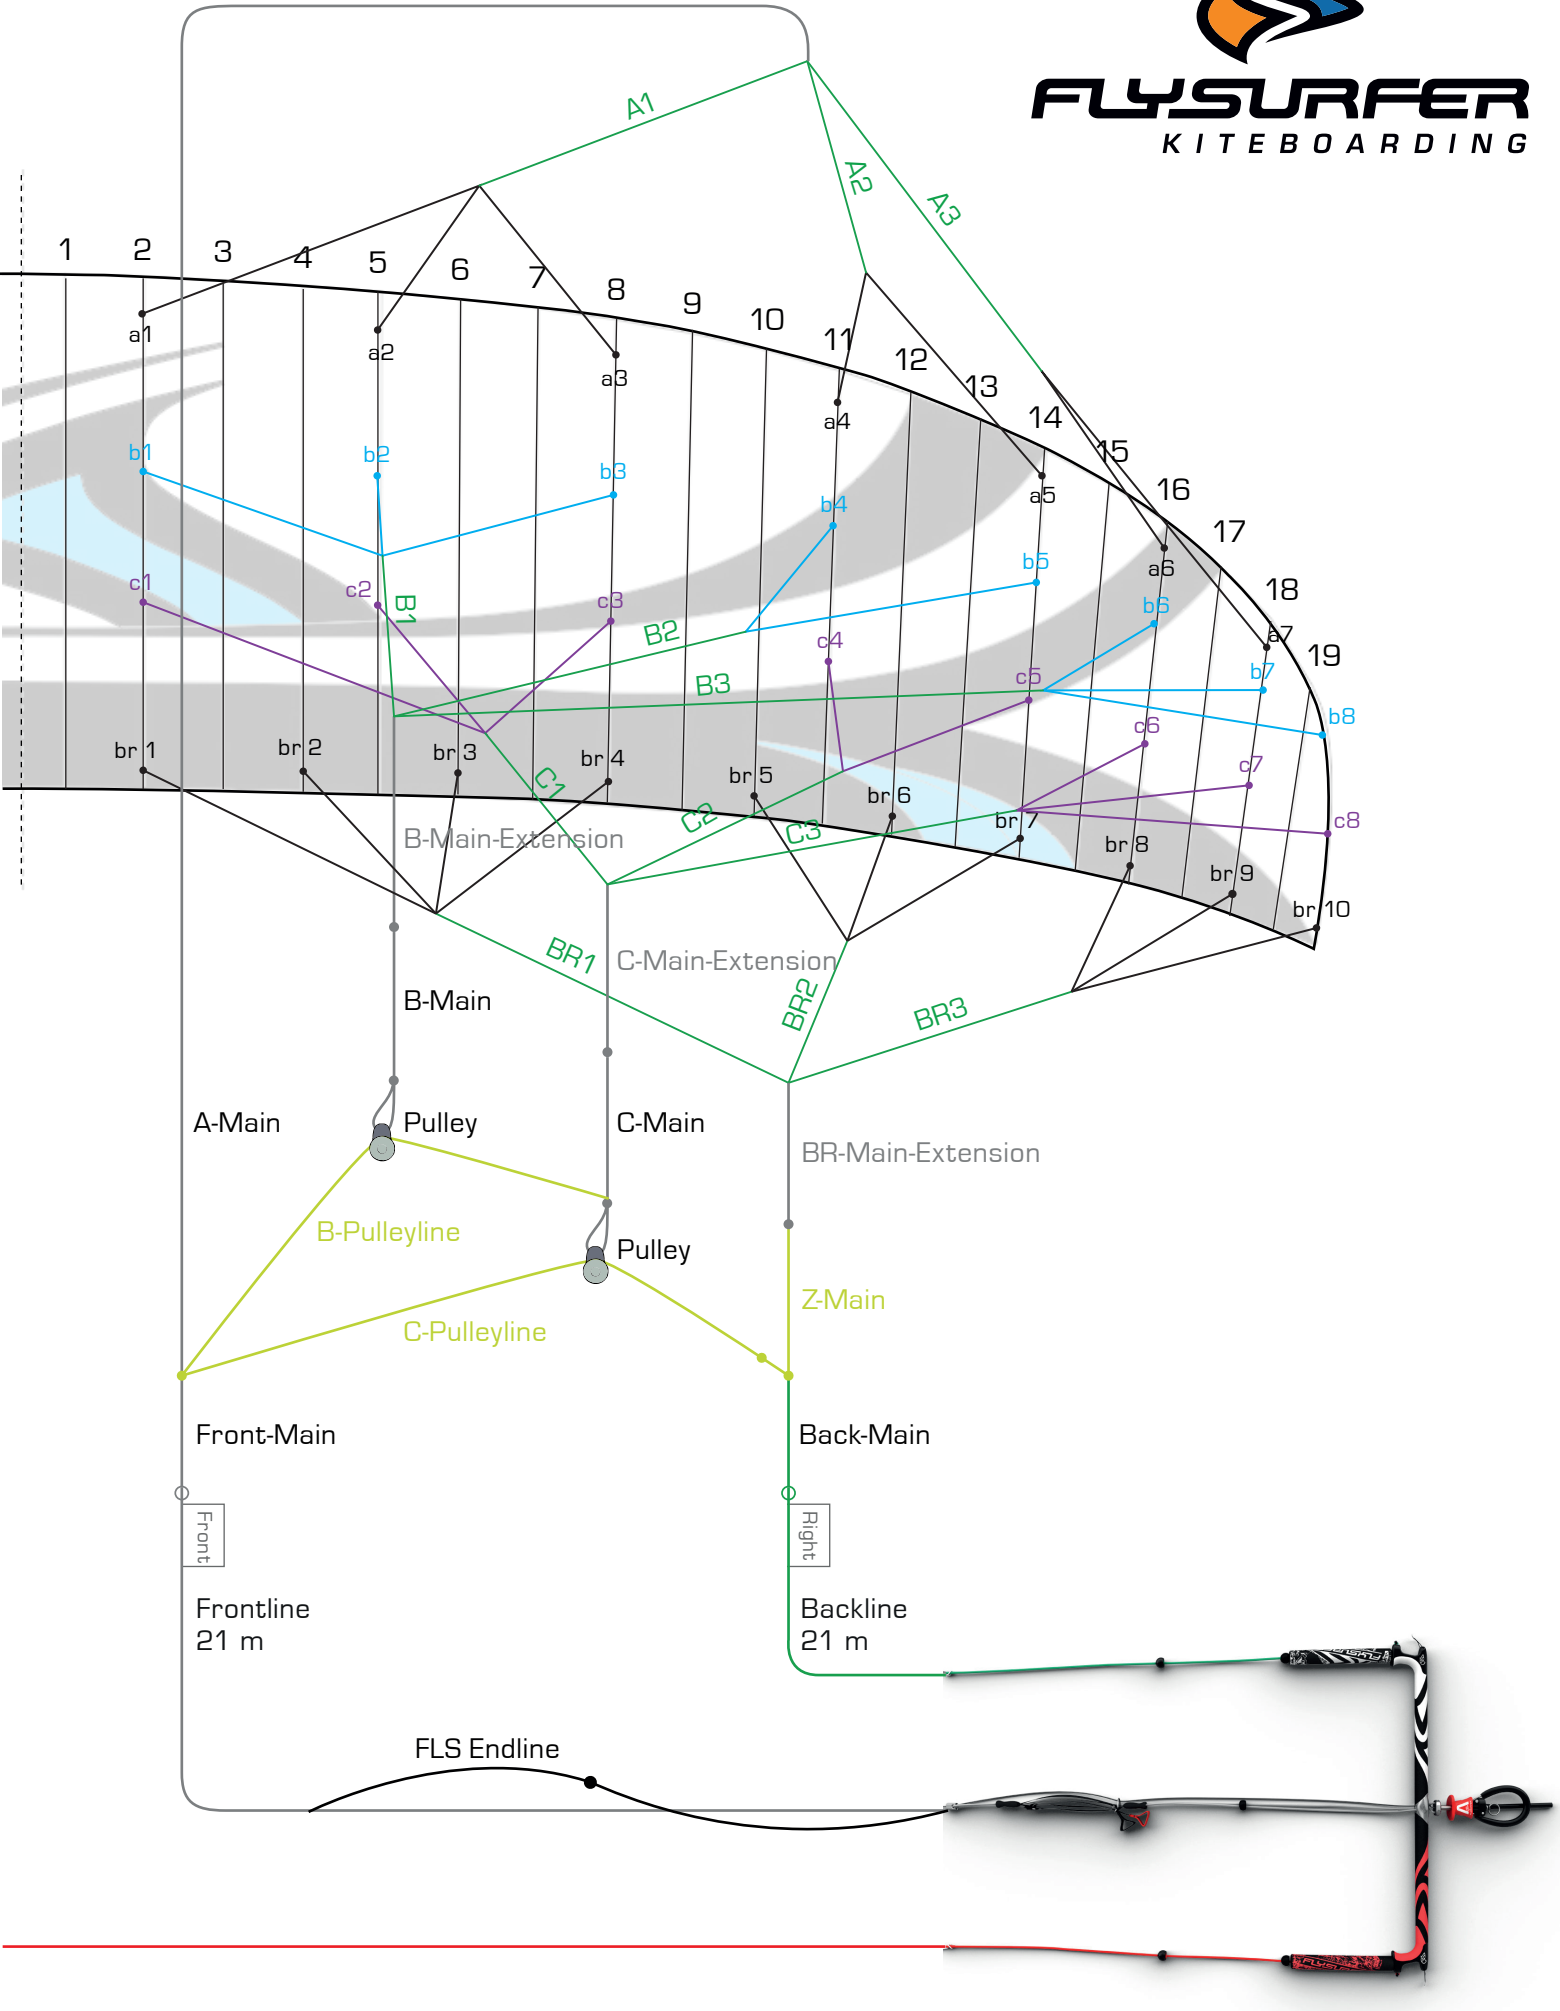 FLYSURFER
KITEBOARDING
A1
A2
A3
1
2
3
4
5
6
7
8
9
10
11
12
13
14
15
16
17
18
19
a1
a2
a3
a4
a5
a6
a7
b1
b2
b3
b4
b5
b6
b7
b8
c1
c2
c3
c4
c5
c6
c7
c8
B1
B2
B3
br 1
br 2
br 3
br 4
br 5
br 6
br 7
br 8
br 9
br 10
C1
C2
C3
B-Main-Extension
BR1
C-Main-Extension
BR2
BR3
B-Main
A-Main
Pulley
C-Main
BR-Main-Extension
B-Pulleyline
Pulley
Z-Main
C-Pulleyline
Front-Main
Back-Main
Front
Right
Frontline
21 m
Backline
21 m
FLYSURFER
FLS Endline
FLYSURFER